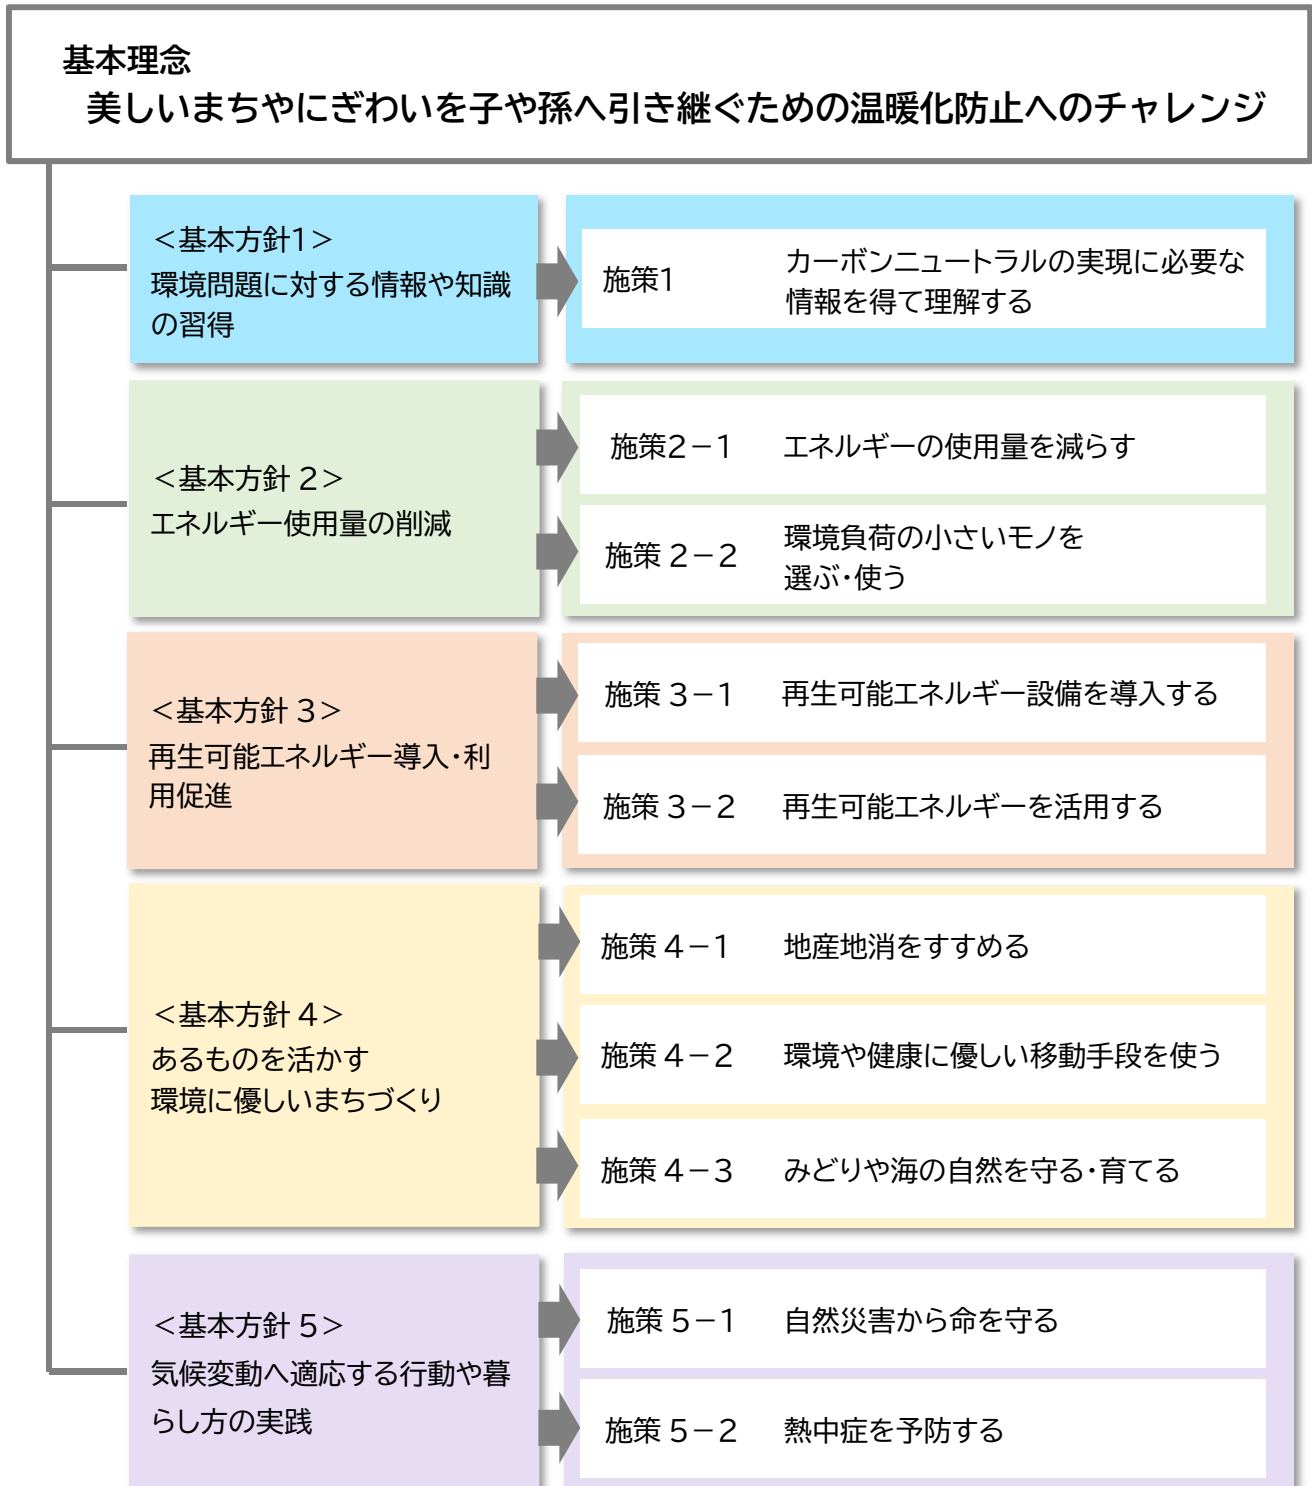 基本理念
美しいまちやにぎわいを子や孫へ引き継ぐための温暖化防止へのチャレンジ
＜基本方針1＞
環境問題に対する情報や知識
の習得
施策1
カーボンニュートラルの実現に必要な
情報を得て理解する
＜基本方針 2＞
エネルギー使用量の削減
施策2－1 エネルギーの使用量を減らす
施策 2－2
環境負荷の小さいモノを
選ぶ・使う
＜基本方針 3＞
再生可能エネルギー導入・利
用促進
施策 3－1 再生可能エネルギー設備を導入する
施策 3－2 再生可能エネルギーを活用する
＜基本方針 4＞
あるものを活かす
環境に優しいまちづくり
施策 4－1 地産地消をすすめる
施策 4－2 環境や健康に優しい移動手段を使う
施策 4－3 みどりや海の自然を守る・育てる
＜基本方針 5＞
気候変動へ適応する行動や暮
らし方の実践
施策 5－1 自然災害から命を守る
施策 5－2 熱中症を予防する